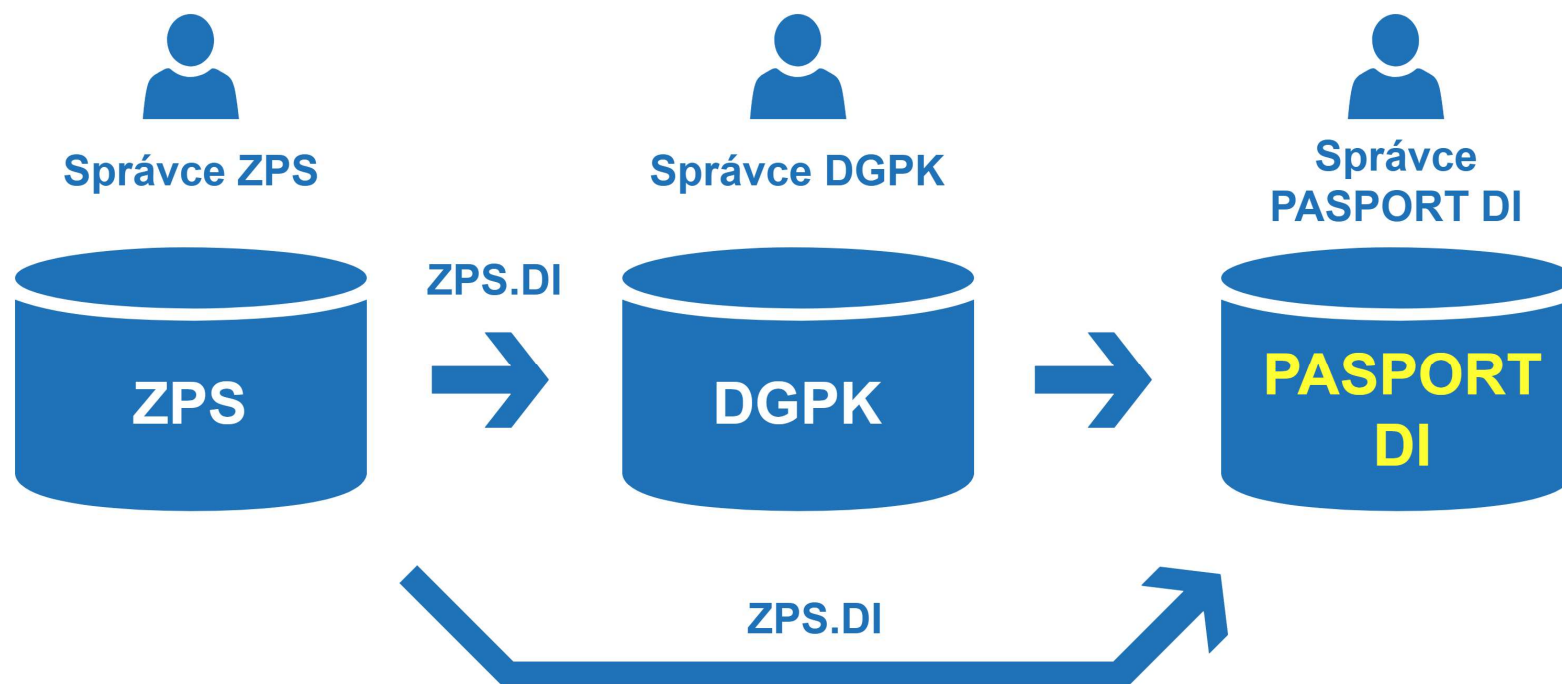 Správce ZPS
Správce DGPK
Správce
PASPORT DI
ZPS.DI
ZPS
DGPK
PASPORT
DI
ZPS.DI